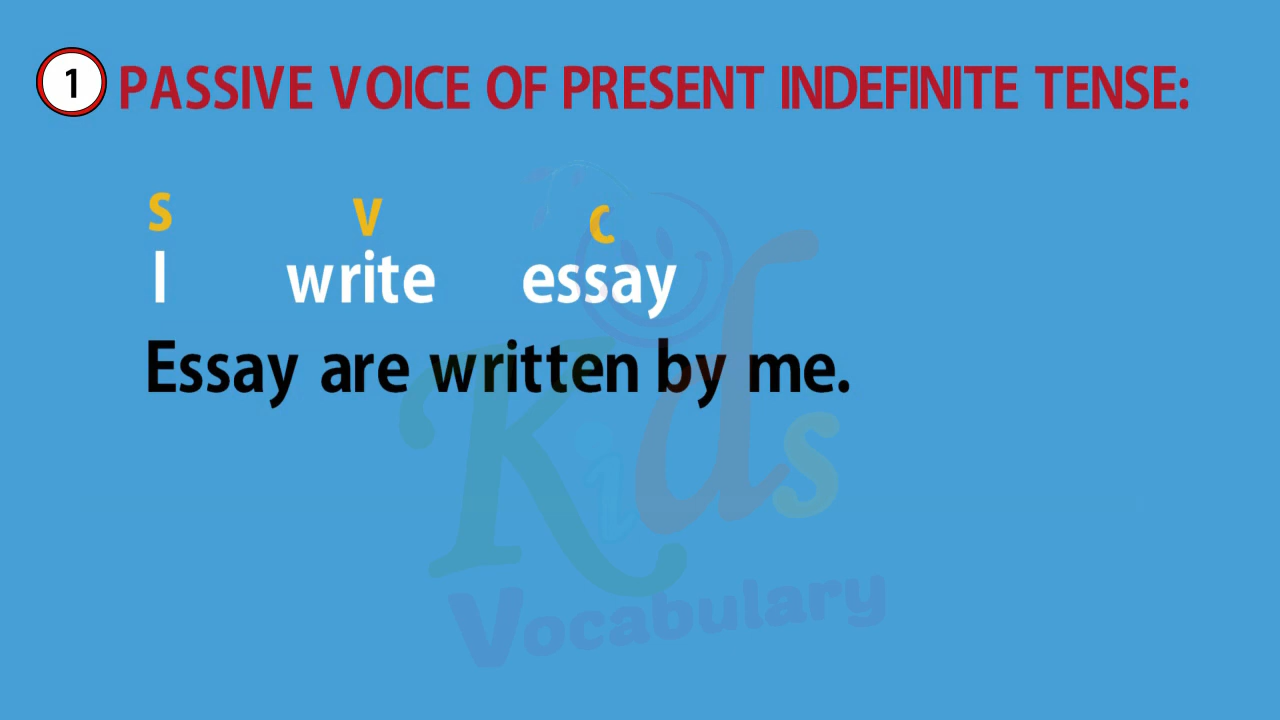 1 PASSIVE VOICE OF PRESENT INDEFINITE TENSE:
S V C
I write essay
Essay are written by me.
Kids
Vocabulary